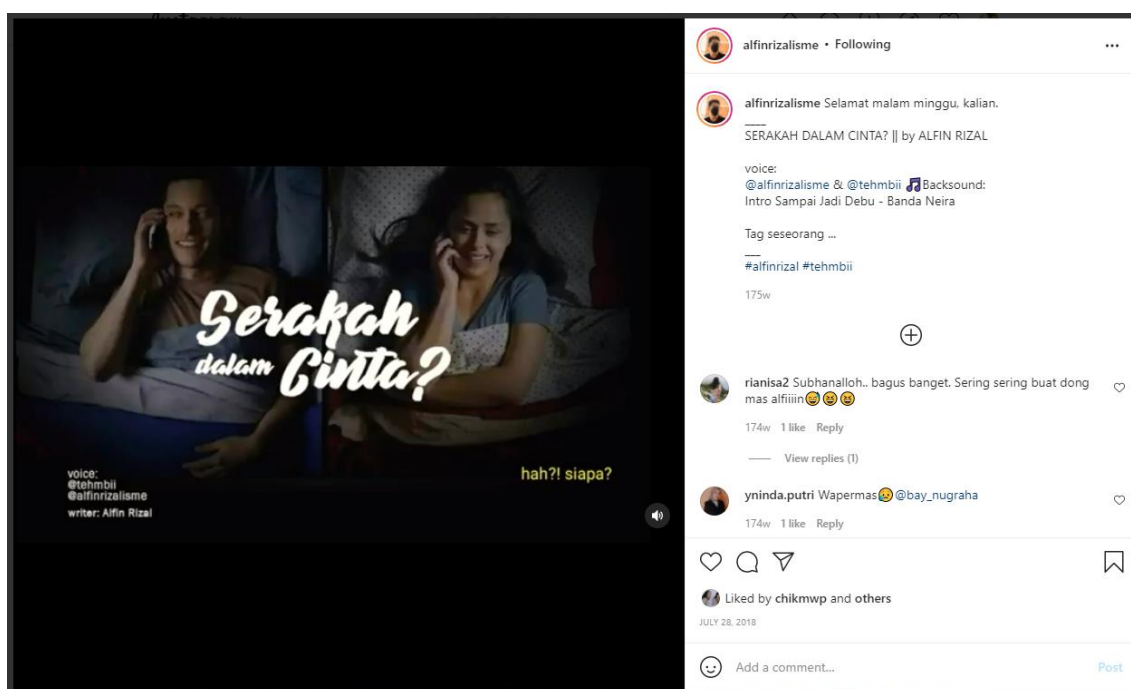 Serakah
dalam Cinta?
hah?! siapa?
voice:
@tehmbii
@alfinrizalisme
writer: Alfin Rizal
alfinrizalisme • Following
alfinrizalisme Selamat malam minggu, kalian.
___
SERAKAH DALAM CINTA? || by ALFIN RIZAL
voice:
@alfinrizalisme & @tehmbii 🎵Backsound:
Intro Sampai Jadi Debu - Banda Neira
Tag seseorang ...
___
#alfinrizal #tehmbii
175w
rianisa2 Subhanalloh.. bagus banget. Sering sering buat dong
mas alfiiiin😅😆😆
174w 1 like Reply
View replies (1)
yninda.putri Wapermas😥@bay_nugraha
174w 1 like Reply
Liked by chikmwp and others
JULY 28, 2018
Add a comment...
Post